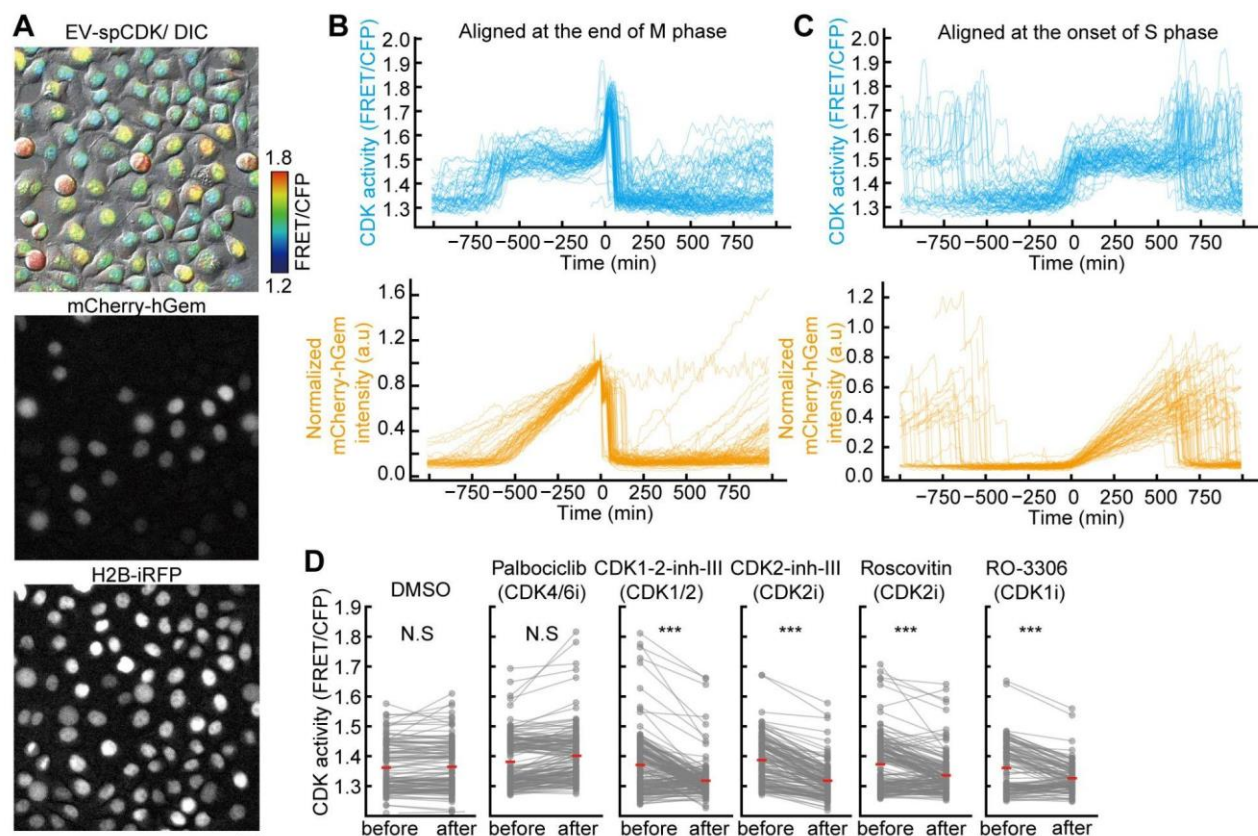 A
EV-spCDK/ DIC
1.8
FRET/CFP
1.2
mCherry-hGem
H2B-iRFP
B
Aligned at the end of M phase
CDK activity (FRET/CFP)
2.0
1.9
1.8
1.7
1.6
1.5
1.4
1.3
−750 −500 −250 0 250 500 750
Time (min)
Normalized
mCherry-hGem
intensity (a.u)
1.6
1.2
0.8
0.4
0.0
−750 −500 −250 0 250 500 750
Time (min)
C
Aligned at the onset of S phase
CDK activity (FRET/CFP)
2.0
1.9
1.8
1.7
1.6
1.5
1.4
1.3
−750 −500 −250 0 250 500 750
Time (min)
Normalized
mCherry-hGem
intensity (a.u)
1.2
1.0
0.8
0.6
0.4
0.2
0.0
−750 −500 −250 0 250 500 750
Time (min)
D
CDK activity (FRET/CFP)
1.9
1.8
1.7
1.6
1.5
1.4
1.3
DMSO
N.S
before after
Palbociclib
(CDK4/6i)
N.S
before after
CDK1-2-inh-III
(CDK1/2)
***
before after
CDK2-inh-III
(CDK2i)
***
before after
Roscovitin
(CDK2i)
***
before after
RO-3306
(CDK1i)
***
before after